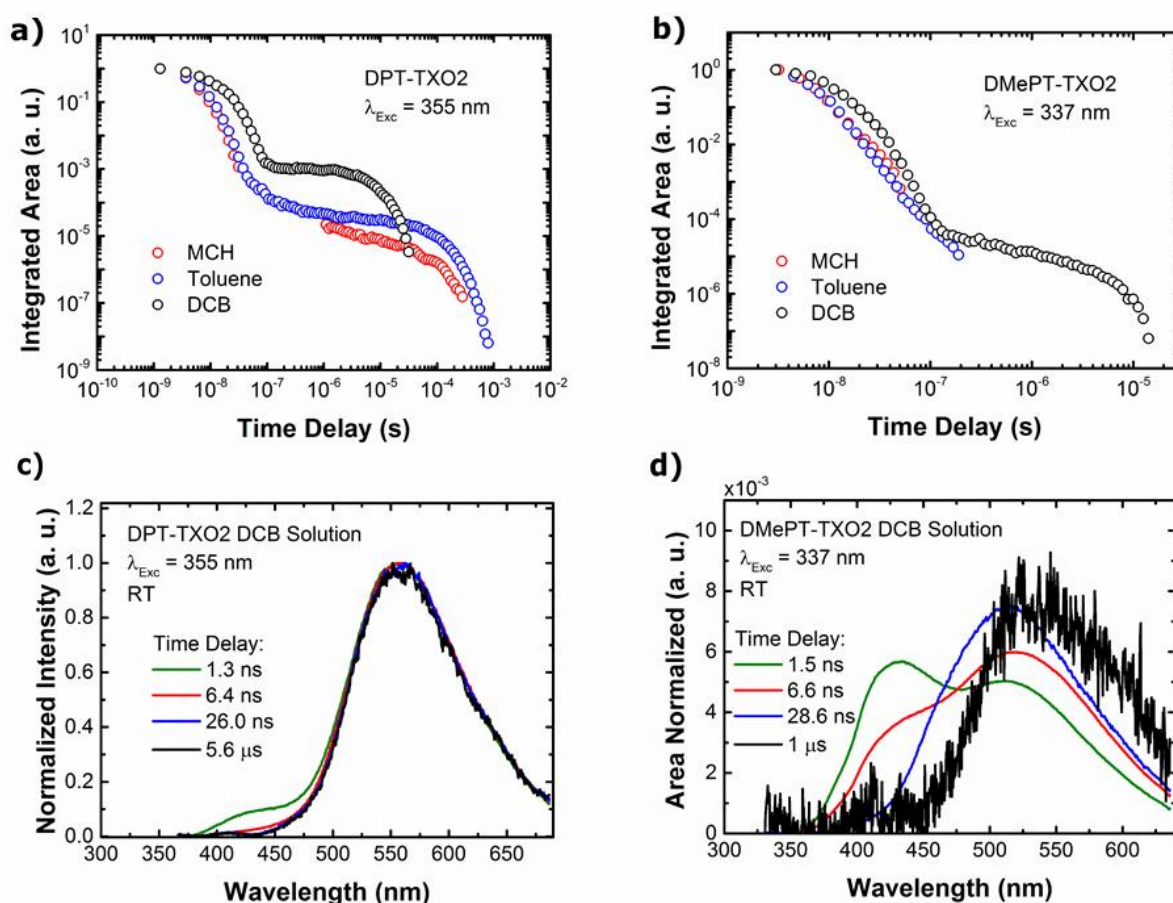 a)
Integrated Area (a. u.)
10¹
10⁻¹
10⁻³
10⁻⁵
10⁻⁷
10⁻⁹
DPT-TXO2
λ_Exc = 355 nm
MCH
Toluene
DCB
10⁻¹⁰ 10⁻⁹ 10⁻⁸ 10⁻⁷ 10⁻⁶ 10⁻⁵ 10⁻⁴ 10⁻³ 10⁻²
Time Delay (s)
b)
Integrated Area (a. u.)
10⁰
10⁻²
10⁻⁴
10⁻⁶
10⁻⁸
DMePT-TXO2
λ_Exc = 337 nm
MCH
Toluene
DCB
10⁻⁹ 10⁻⁸ 10⁻⁷ 10⁻⁶ 10⁻⁵
Time Delay (s)
c)
Normalized Intensity (a. u.)
1.2
1.0
0.8
0.6
0.4
0.2
0.0
DPT-TXO2 DCB Solution
λ_Exc = 355 nm
RT
Time Delay:
1.3 ns
6.4 ns
26.0 ns
5.6 μs
300 350 400 450 500 550 600 650
Wavelength (nm)
d)
x10⁻³
Area Normalized (a. u.)
10
8
6
4
2
0
DMePT-TXO2 DCB Solution
λ_Exc = 337 nm
RT
Time Delay:
1.5 ns
6.6 ns
28.6 ns
1 μs
300 350 400 450 500 550 600
Wavelength (nm)